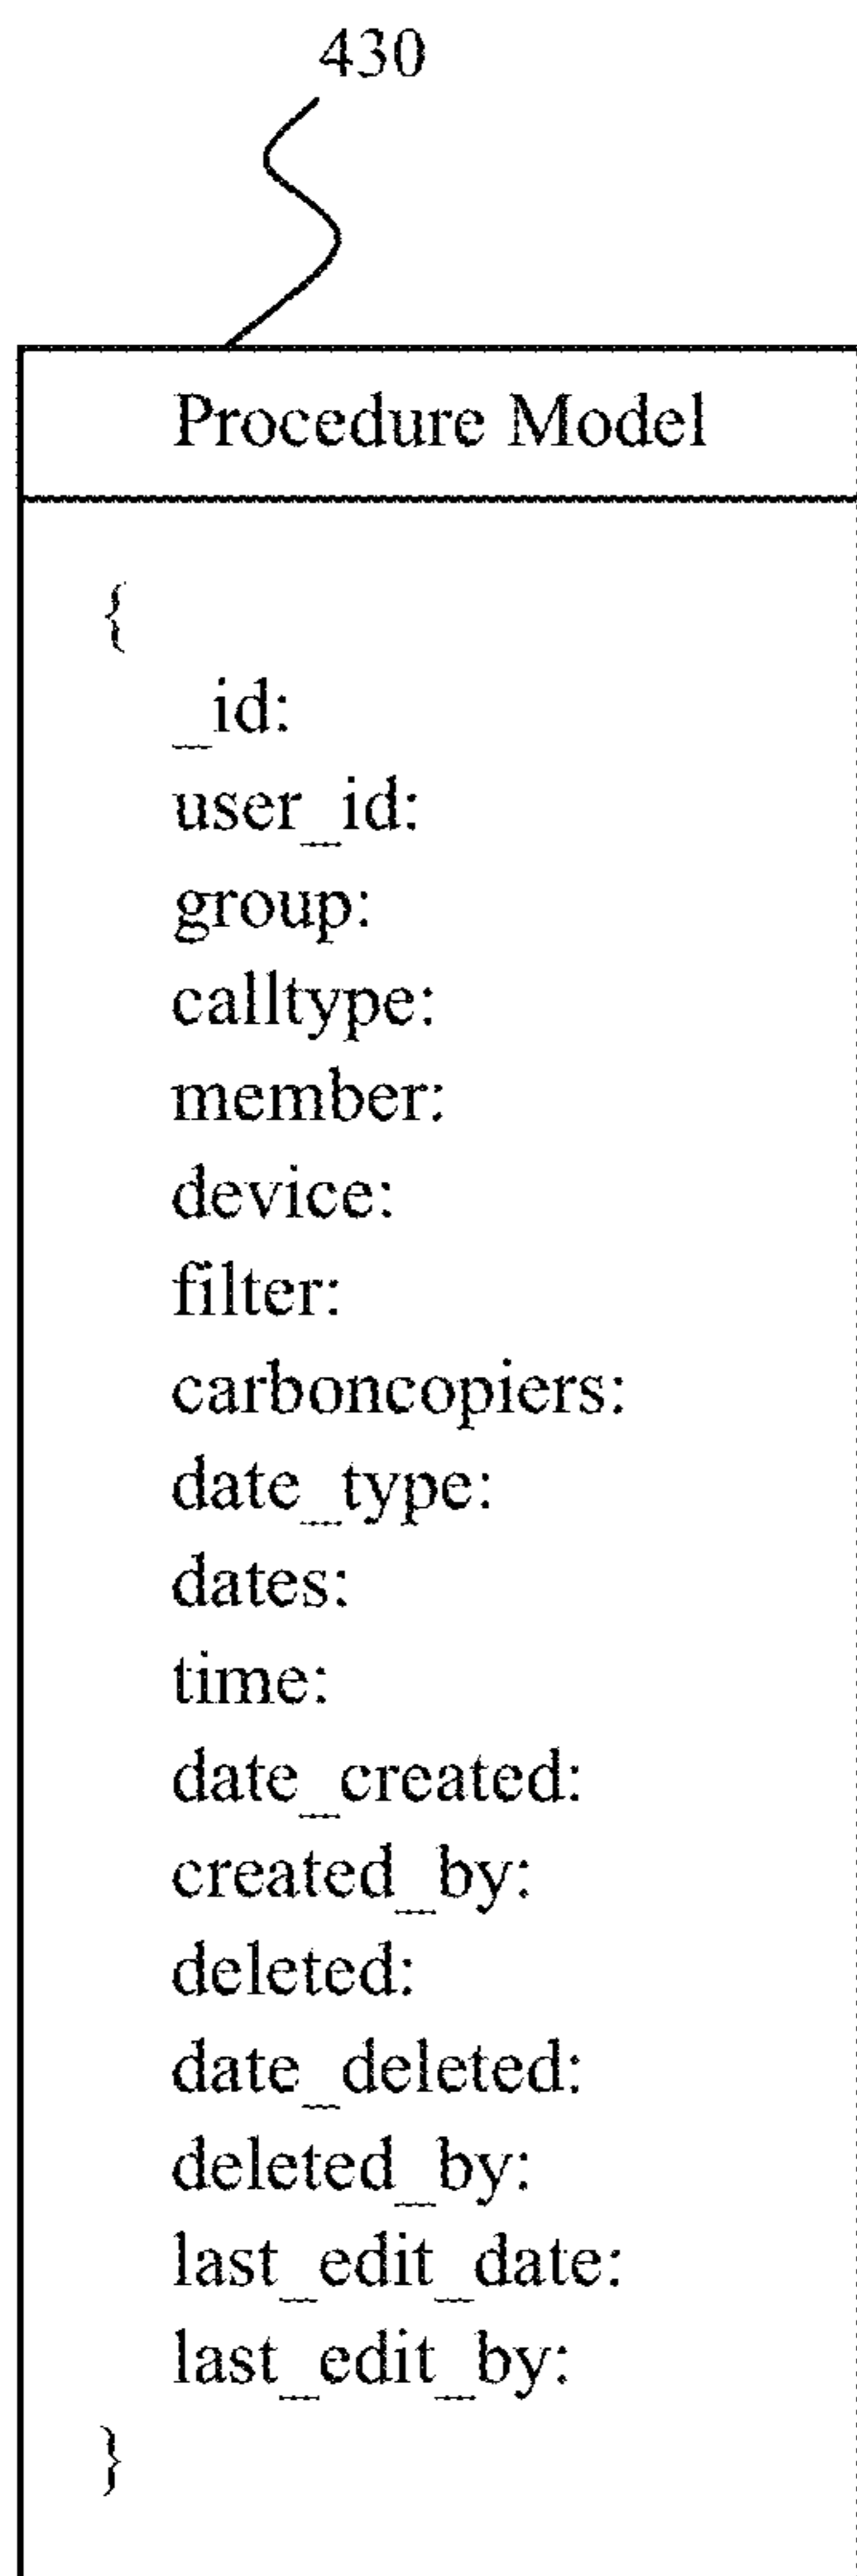 430
Procedure Model
{
_id:
user_id:
group:
calltype:
member:
device:
filter:
carboncopiers:
date_type:
dates:
time:
date_created:
created_by:
deleted:
date_deleted:
deleted_by:
last_edit_date:
last_edit_by:
}